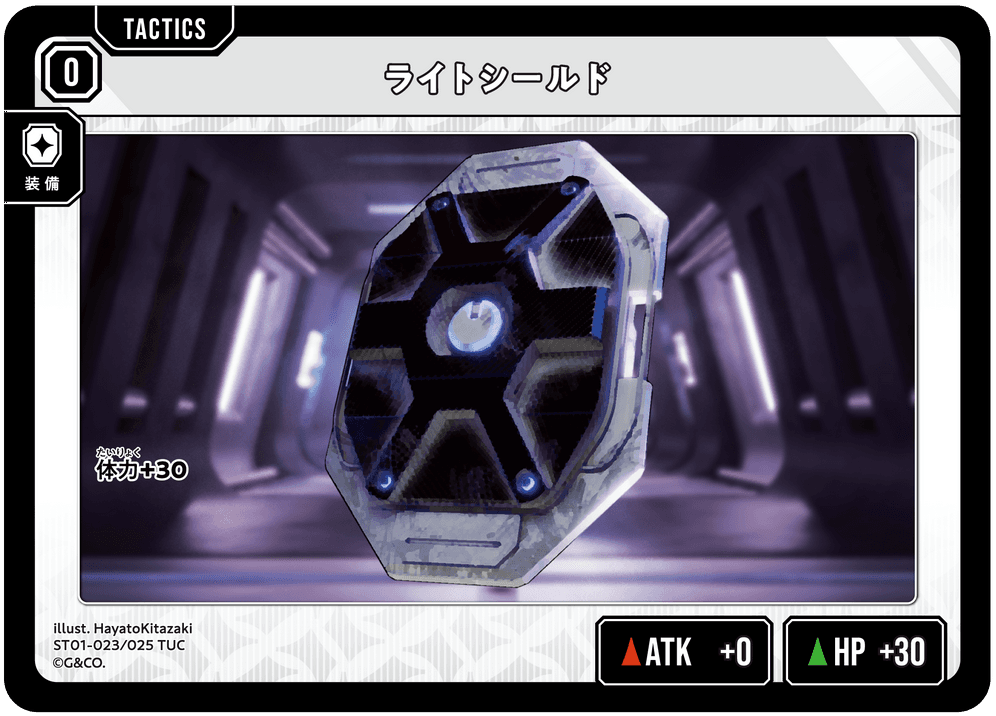 TACTICS
0
ライトシールド
装備
たいりょく
体力+30
illust. HayatoKitazaki
ST01-023/025 TUC
©G&CO.
ATK +0
HP +30